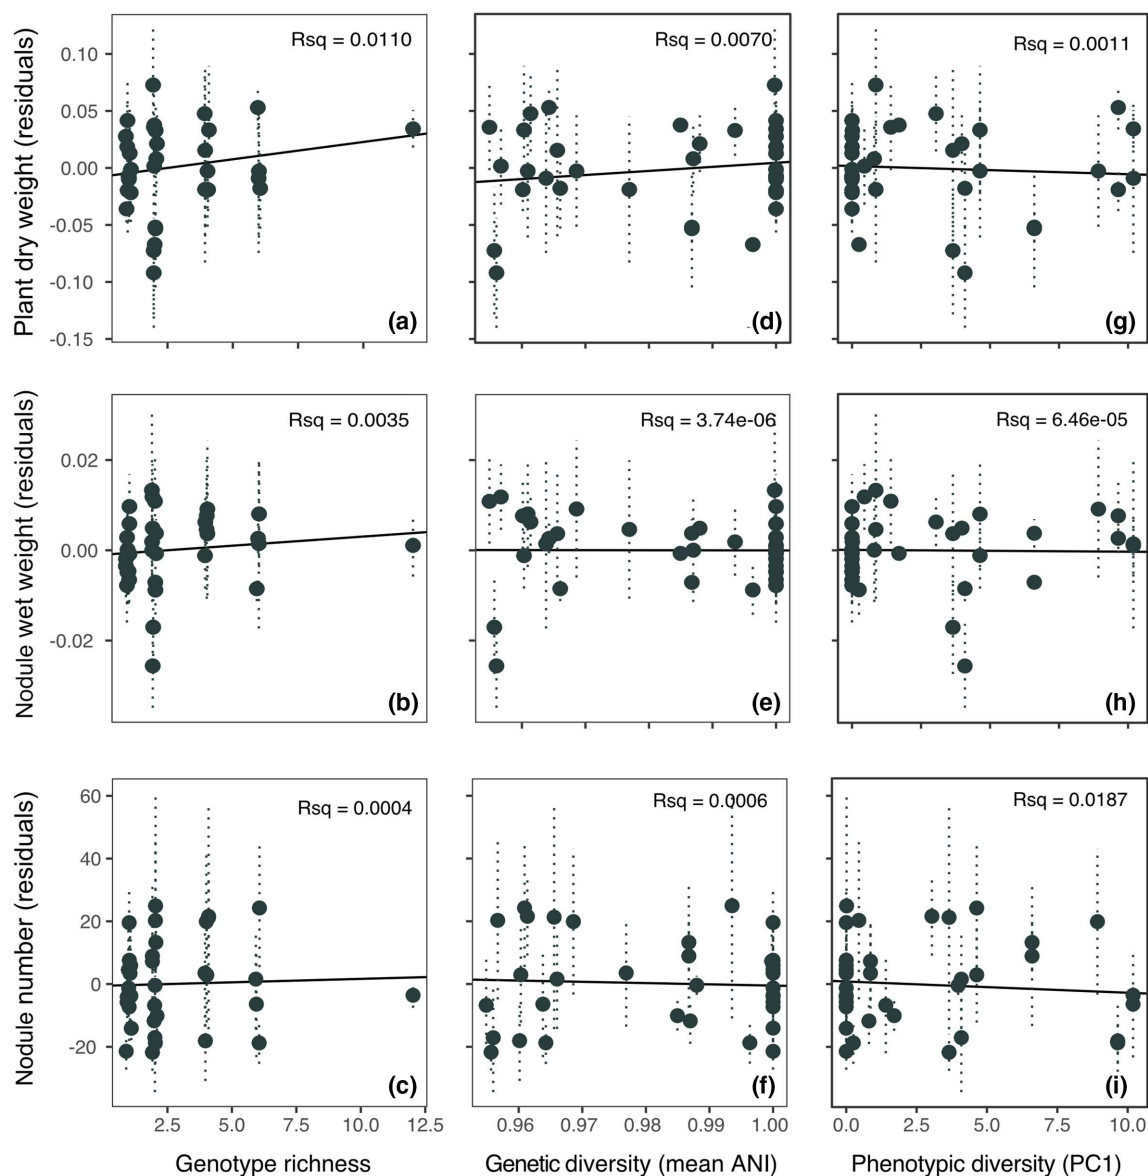 Plant dry weight (residuals)
0.10
0.05
0.00
-0.05
-0.10
-0.15
Rsq = 0.0110
(a)
Rsq = 0.0070
(d)
Rsq = 0.0011
(g)
Nodule wet weight (residuals)
0.02
0.00
-0.02
Rsq = 0.0035
(b)
Rsq = 3.74e-06
(e)
Rsq = 6.46e-05
(h)
Nodule number (residuals)
60
40
20
0
-20
Rsq = 0.0004
(c)
Rsq = 0.0006
(f)
Rsq = 0.0187
(i)
2.5 5.0 7.5 10.0 12.5
0.96 0.97 0.98 0.99 1.00
0.0 2.5 5.0 7.5 10.0
Genotype richness
Genetic diversity (mean ANI)
Phenotypic diversity (PC1)